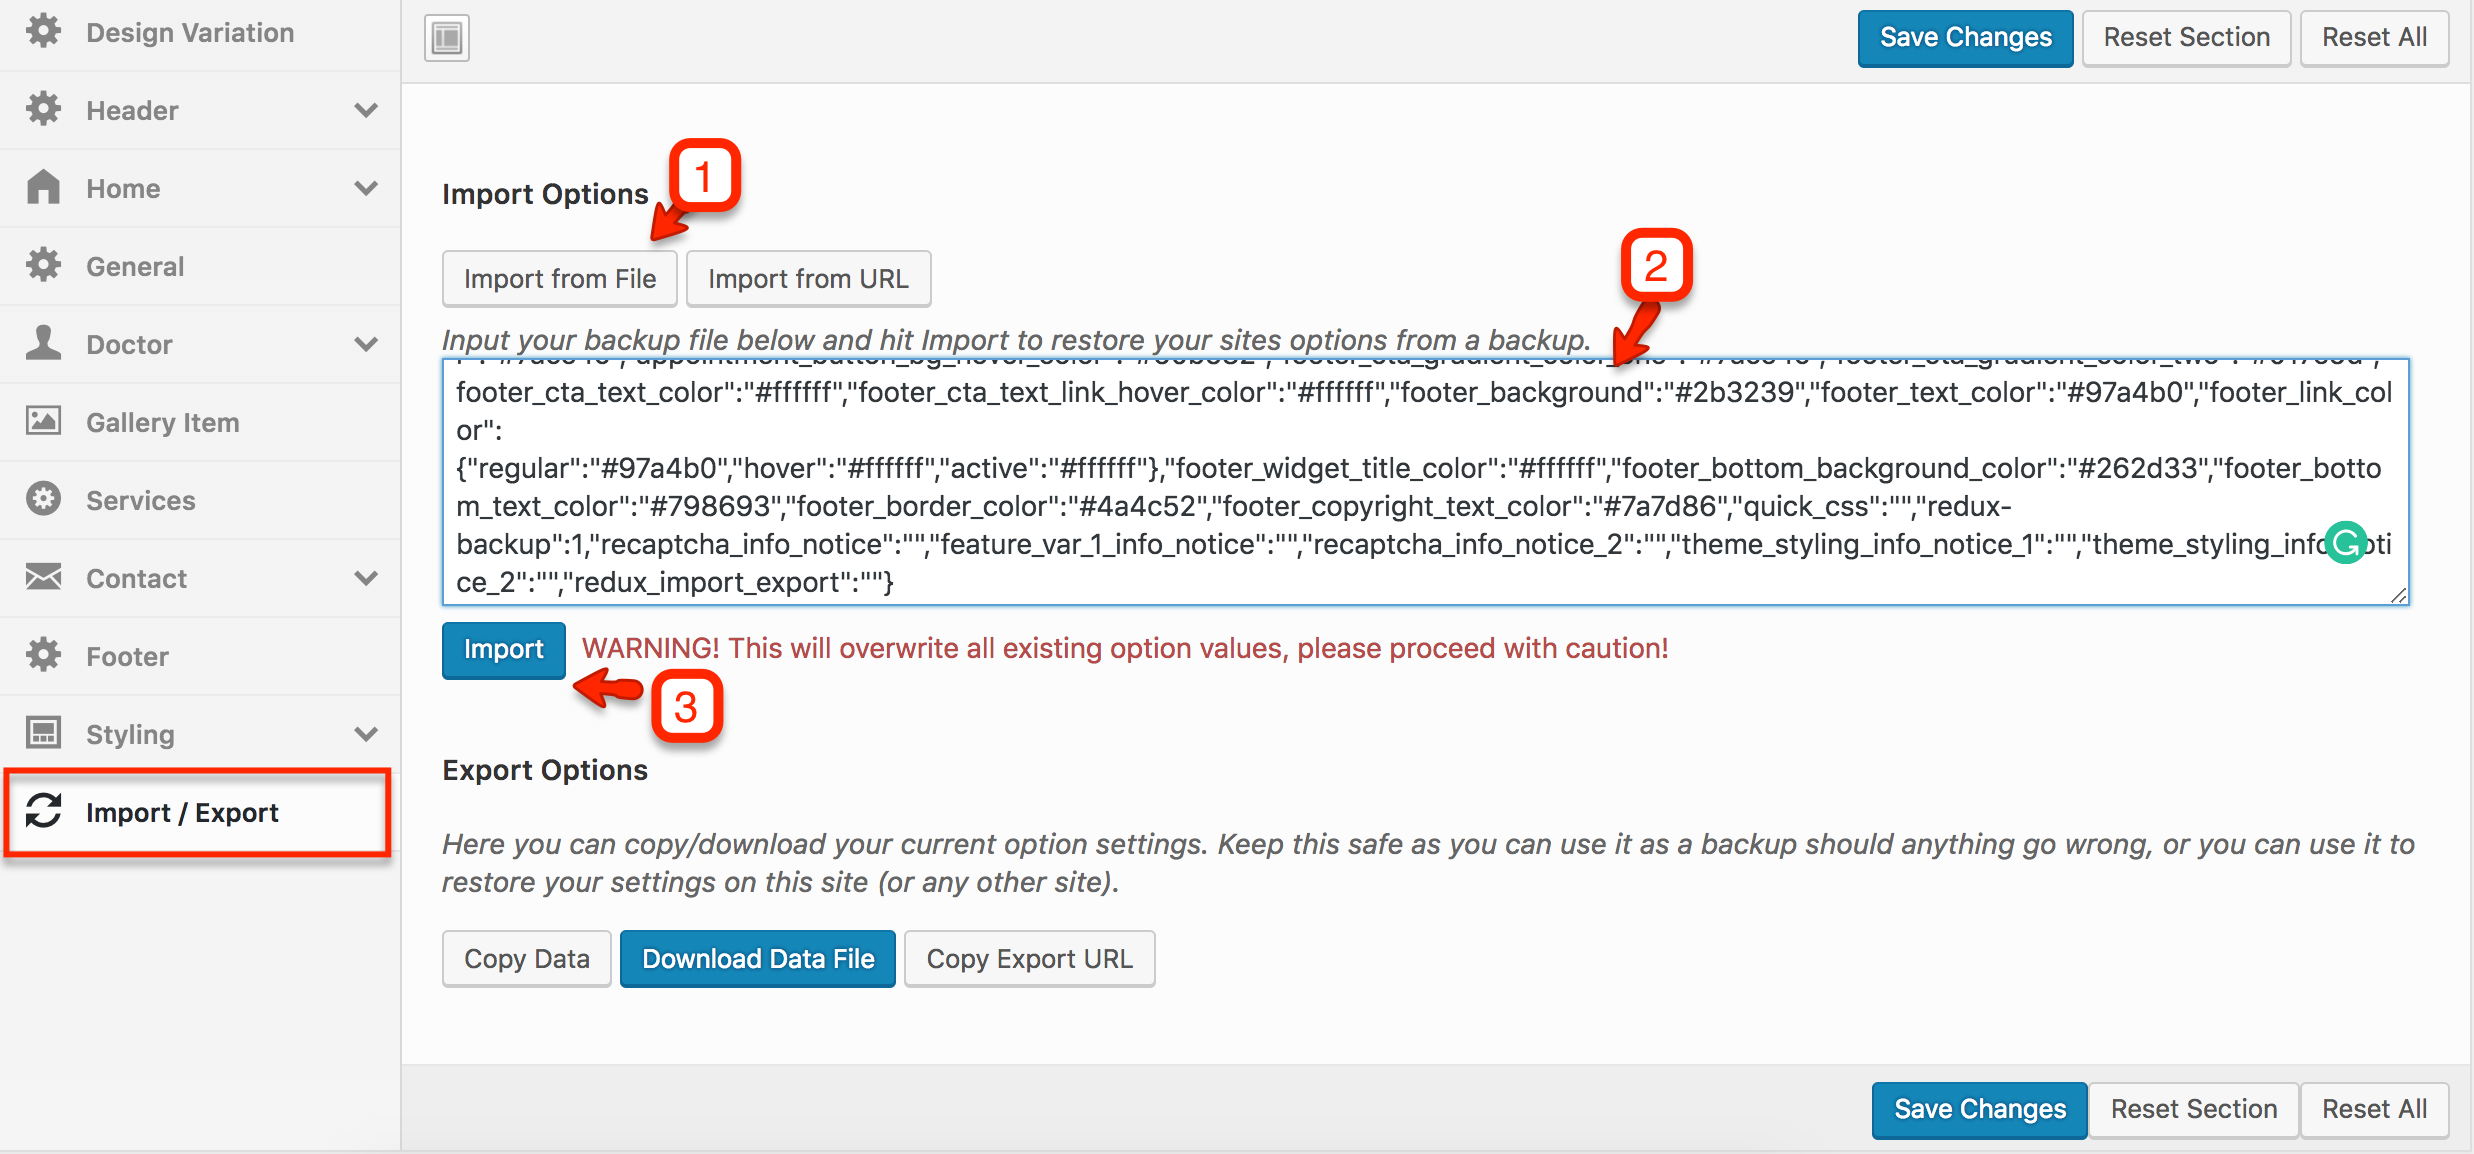 Design Variation
Header
Home
General
Doctor
Gallery Item
Services
Contact
Footer
Styling
Import / Export
Save Changes Reset Section Reset All
1
Import Options
Import from File Import from URL
2
Input your backup file below and hit Import to restore your sites options from a backup.
footer_cta_text_color":"#ffffff","footer_cta_text_link_hover_color":"#ffffff","footer_background":"#2b3239","footer_text_color":"#97a4b0","footer_link_col
or":
{"regular":"#97a4b0","hover":"#ffffff","active":"#ffffff"},"footer_widget_title_color":"#ffffff","footer_bottom_background_color":"#262d33","footer_botto
m_text_color":"#798693","footer_border_color":"#4a4c52","footer_copyright_text_color":"#7a7d86","quick_css":"","redux-
backup":1,"recaptcha_info_notice":"","feature_var_1_info_notice":"","recaptcha_info_notice_2":"","theme_styling_info_notice_1":"","theme_styling_info_noti
ce_2":"","redux_import_export":""}
Import WARNING! This will overwrite all existing option values, please proceed with caution!
3
Export Options
Here you can copy/download your current option settings. Keep this safe as you can use it as a backup should anything go wrong, or you can use it to
restore your settings on this site (or any other site).
Copy Data Download Data File Copy Export URL
Save Changes Reset Section Reset All